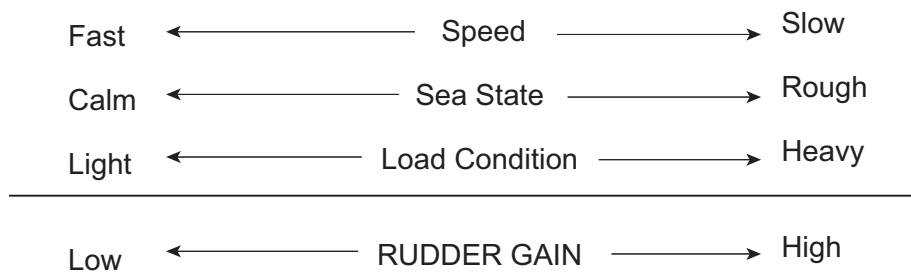 Fast Speed Slow
Calm Sea State Rough
Light Load Condition Heavy
Low RUDDER GAIN High